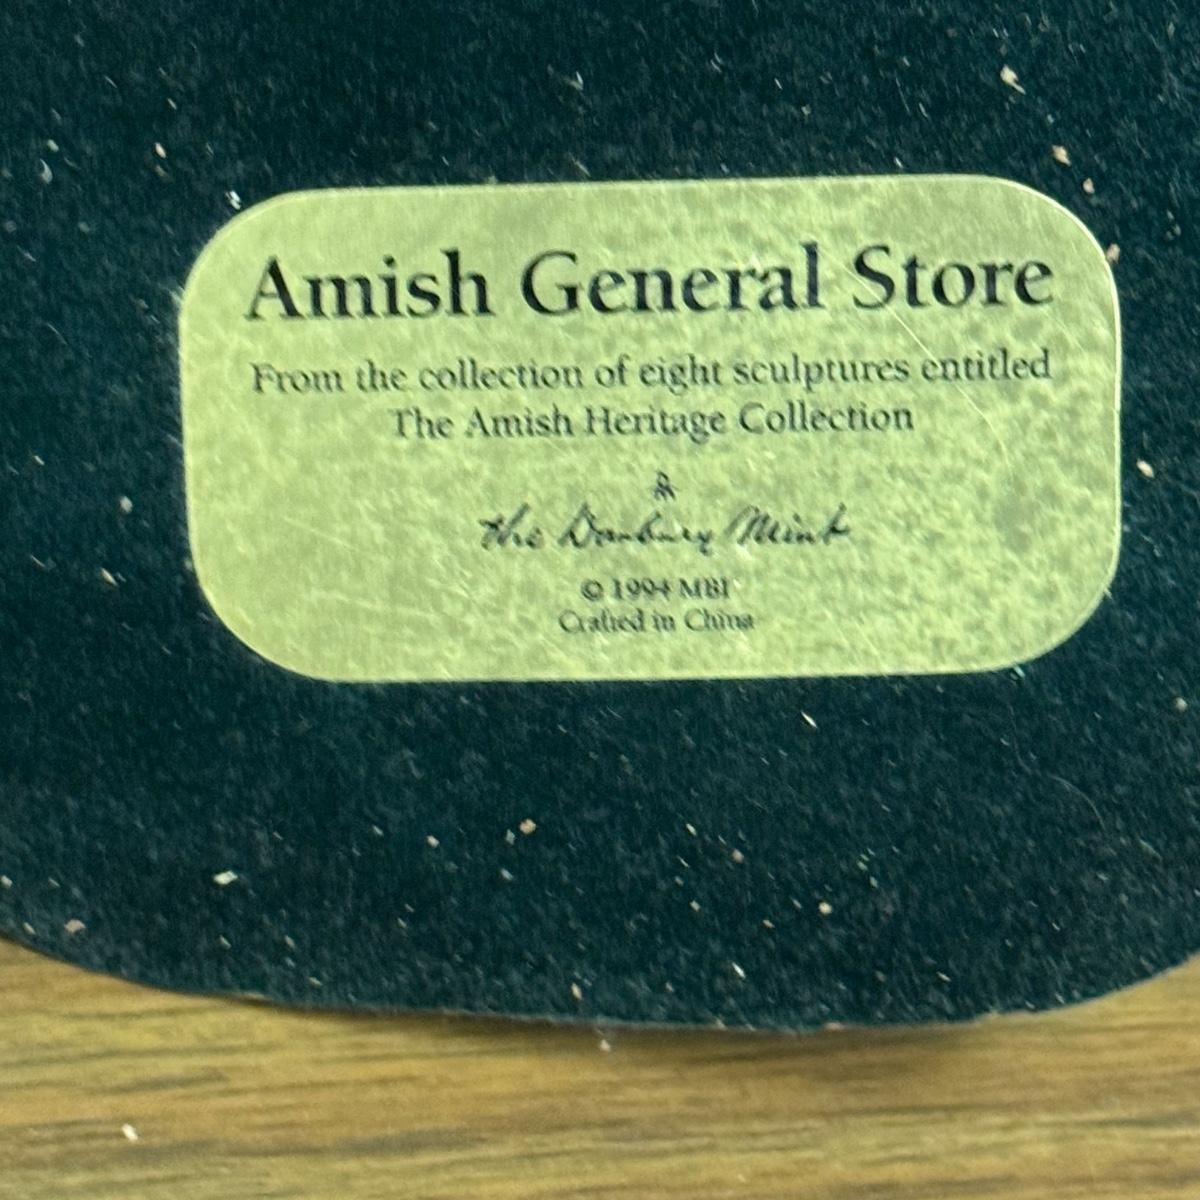 Amish General Store
From the collection of eight sculptures entitled
The Amish Heritage Collection
the Danbury Mint
© 1994 MBI
Crafted in China